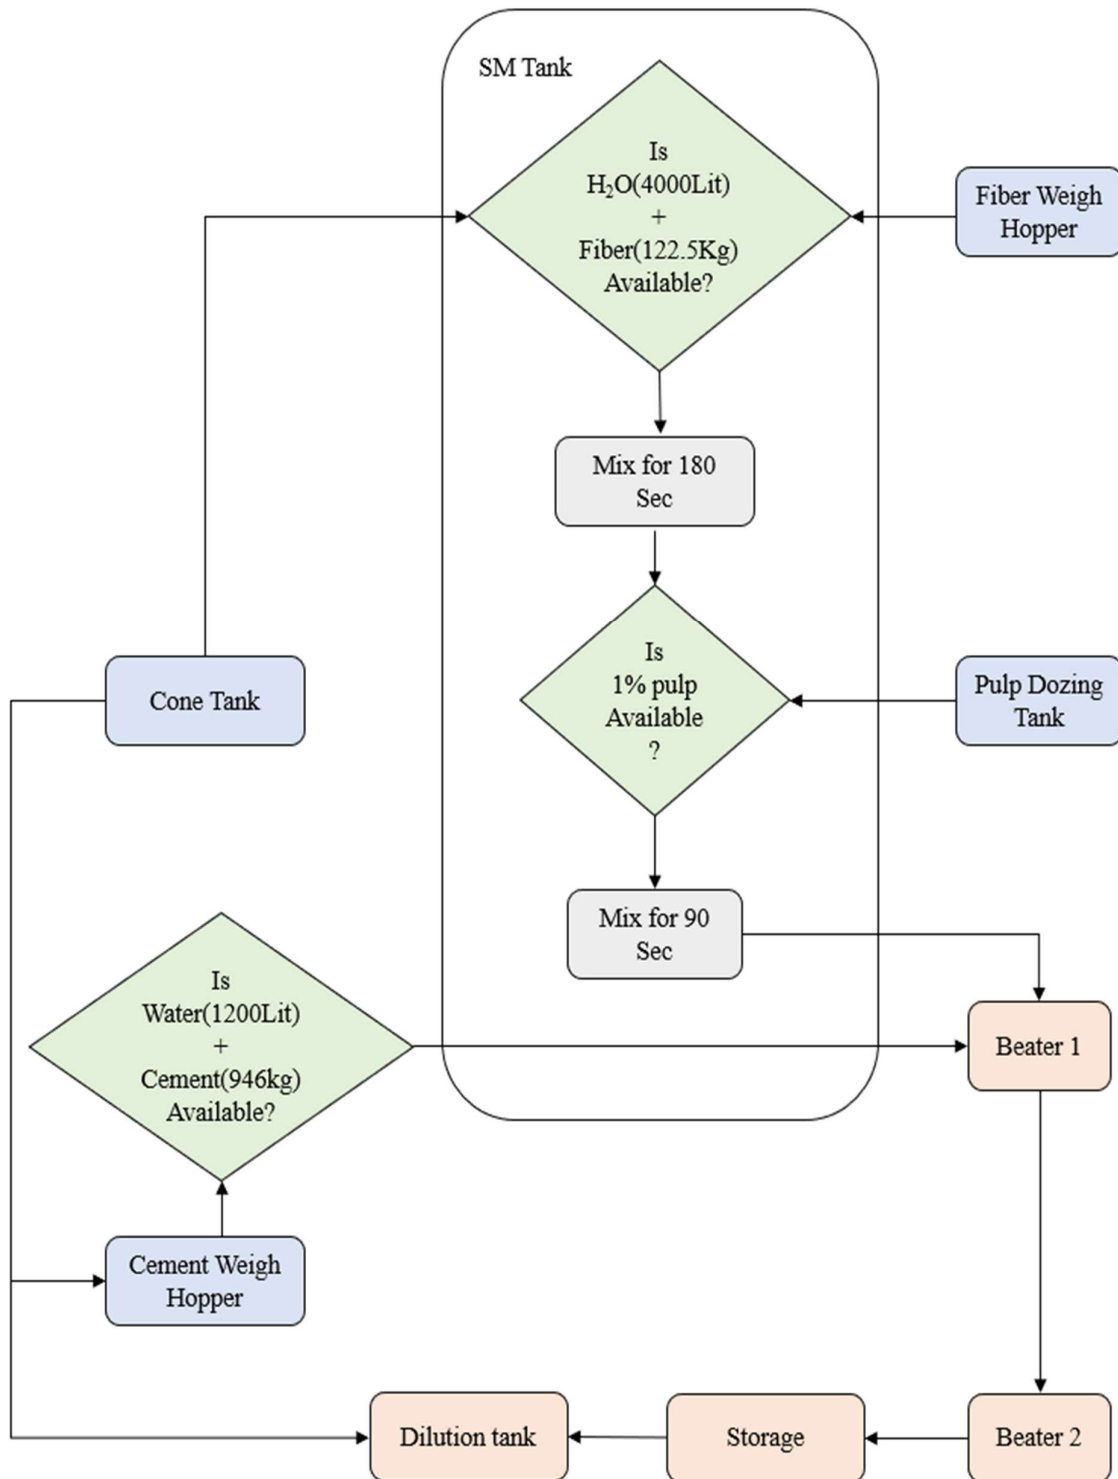 SM Tank
Is
H₂O(4000Lit)
+
Fiber(122.5Kg)
Available?
Fiber Weigh
Hopper
Mix for 180
Sec
Is
1% pulp
Available
?
Cone Tank
Pulp Dozing
Tank
Mix for 90
Sec
Is
Water(1200Lit)
+
Cement(946kg)
Available?
Beater 1
Cement Weigh
Hopper
Dilution tank
Storage
Beater 2